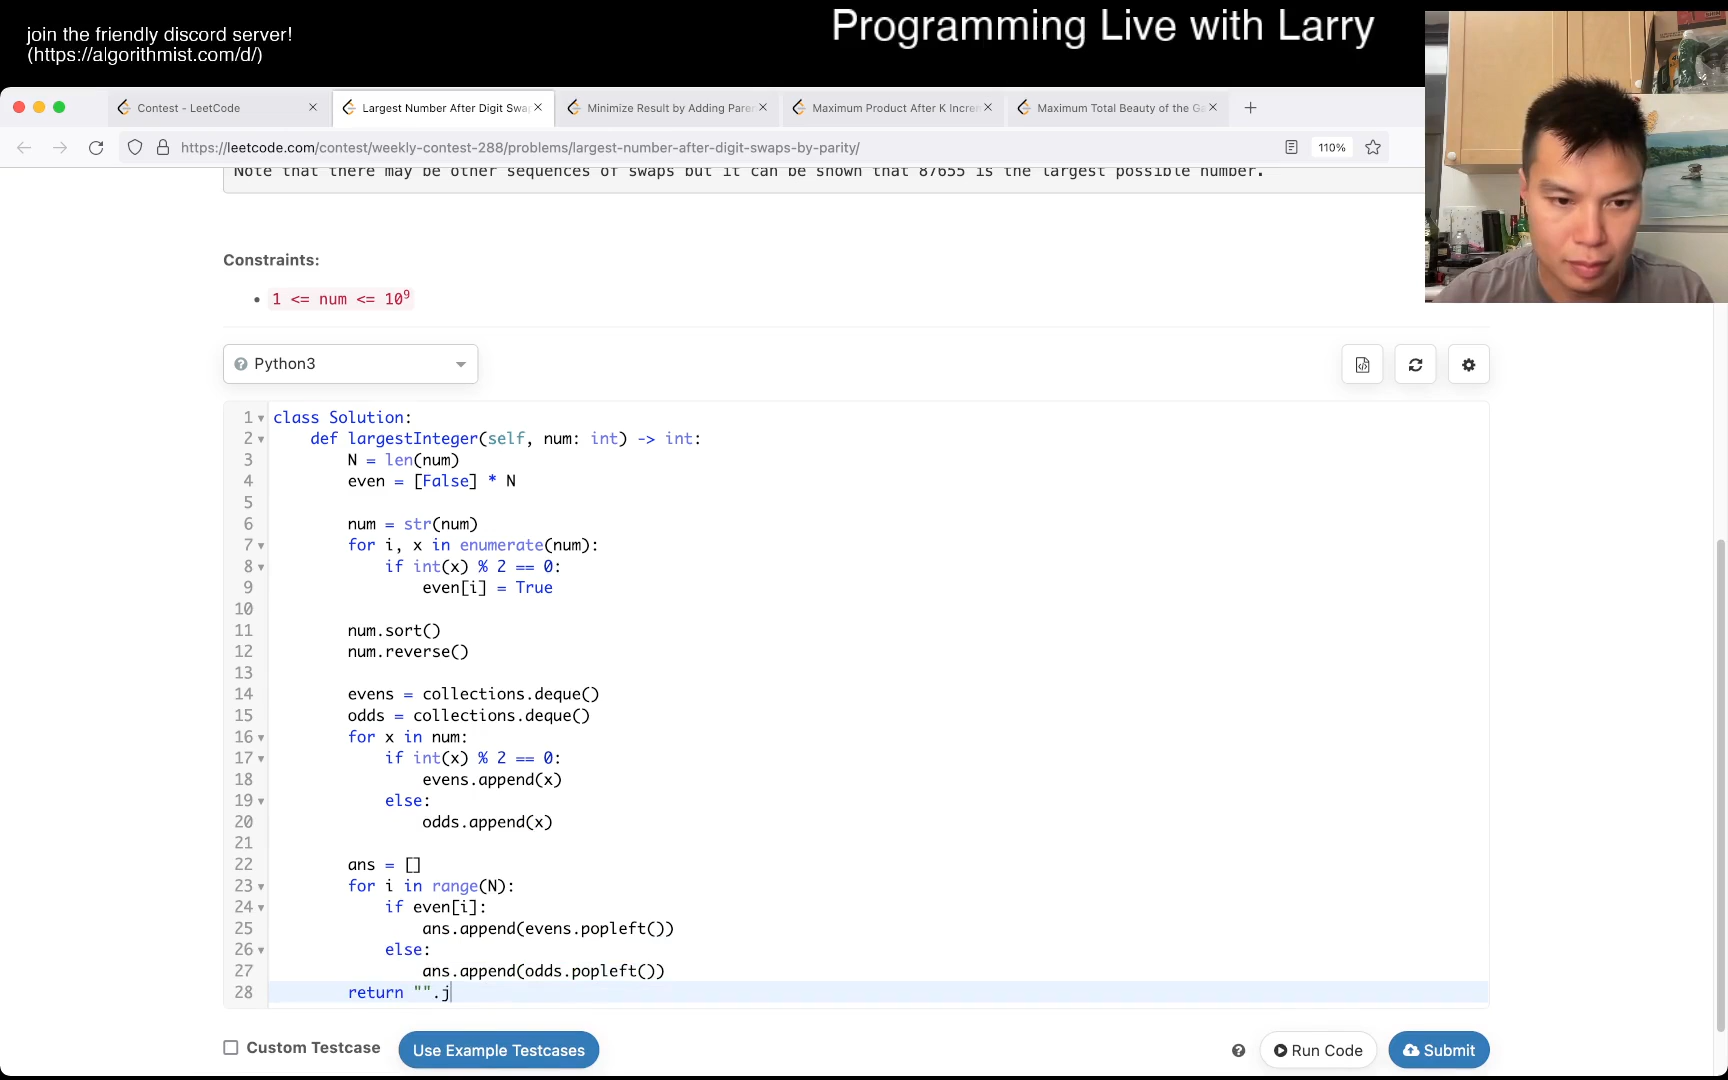 join the friendly discord server!
(https://algorithmist.com/d/)
Programming Live with Larry
Contest - LeetCode
Largest Number After Digit Swa
Minimize Result by Adding Pare
Maximum Product After K Incre
Maximum Total Beauty of the Ga
https://leetcode.com/contest/weekly-contest-288/problems/largest-number-after-digit-swaps-by-parity/
110%
Note that there may be other sequences of swaps but it can be shown that 87655 is the largest possible number.
Constraints:
• 1 <= num <= 10⁹
Python3
1 class Solution:
2     def largestInteger(self, num: int) -> int:
3         N = len(num)
4         even = [False] * N
5
6         num = str(num)
7         for i, x in enumerate(num):
8             if int(x) % 2 == 0:
9                 even[i] = True
10
11         num.sort()
12         num.reverse()
13
14         evens = collections.deque()
15         odds = collections.deque()
16         for x in num:
17             if int(x) % 2 == 0:
18                 evens.append(x)
19             else:
20                 odds.append(x)
21
22         ans = []
23         for i in range(N):
24             if even[i]:
25                 ans.append(evens.popleft())
26             else:
27                 ans.append(odds.popleft())
28         return "".j
Custom Testcase
Use Example Testcases
Run Code
Submit